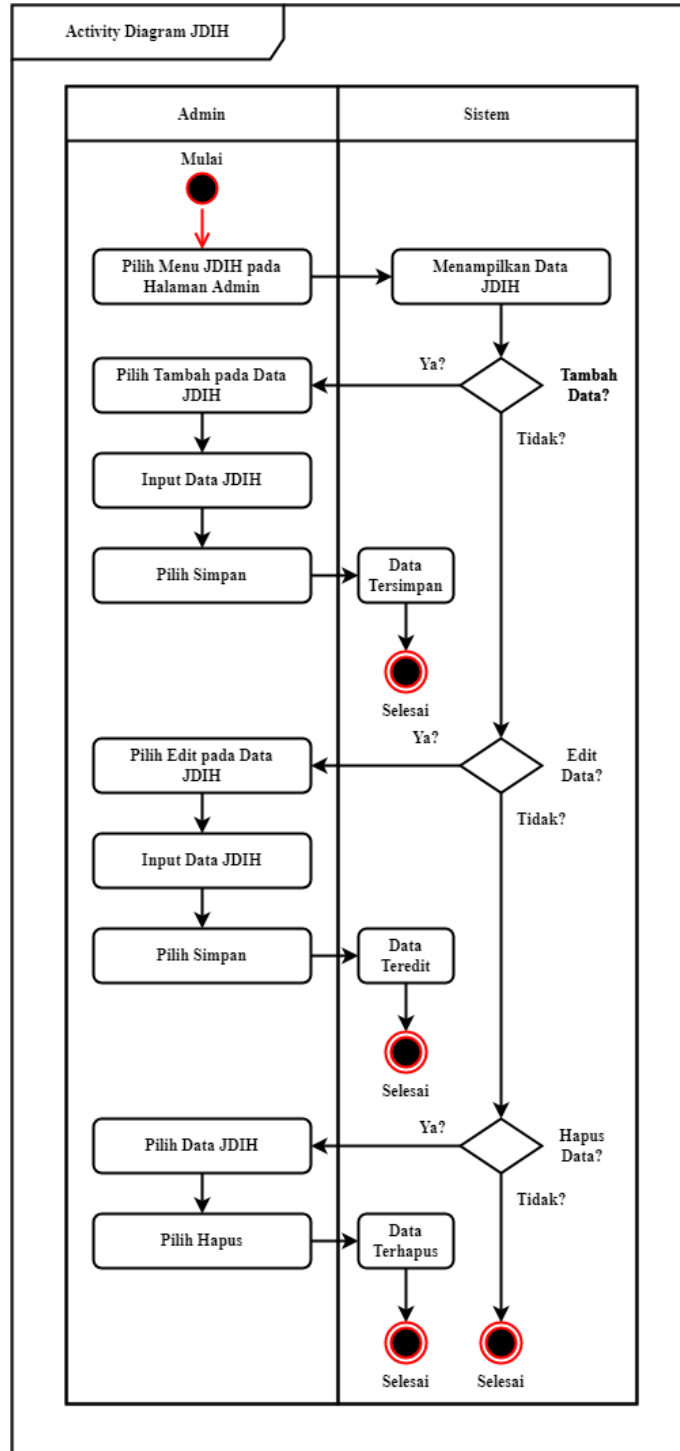 Activity Diagram JDIH
Admin
Sistem
Mulai
Pilih Menu JDIH pada
Halaman Admin
Menampilkan Data
JDIH
Ya?
Tambah
Data?
Pilih Tambah pada Data
JDIH
Tidak?
Input Data JDIH
Pilih Simpan
Data
Tersimpan
Selesai
Ya?
Edit
Data?
Pilih Edit pada Data
JDIH
Tidak?
Input Data JDIH
Pilih Simpan
Data
Teredit
Selesai
Ya?
Hapus
Data?
Pilih Data JDIH
Tidak?
Pilih Hapus
Data
Terhapus
Selesai
Selesai